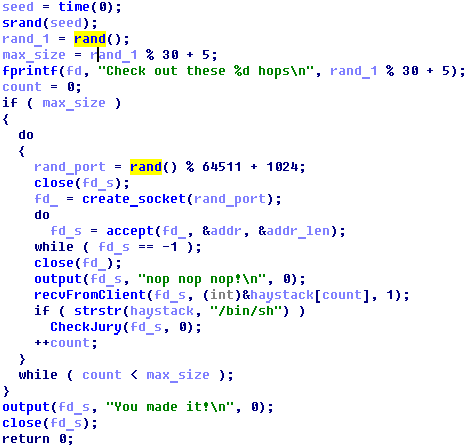 seed = time(0);
srand(seed);
rand_1 = rand();
max_size = rand_1 % 30 + 5;
fprintf(fd, "Check out these %d hops\n", rand_1 % 30 + 5);
count = 0;
if ( max_size )
{
  do
  {
    rand_port = rand() % 64511 + 1024;
    close(fd_s);
    fd_ = create_socket(rand_port);
    do
      fd_s = accept(fd_, &addr, &addr_len);
    while ( fd_s == -1 );
    close(fd_);
    output(fd_s, "nop nop nop!\n", 0);
    recvFromClient(fd_s, (int)&haystack[count], 1);
    if ( strstr(haystack, "/bin/sh") )
      CheckJury(fd_s, 0);
    ++count;
  }
  while ( count < max_size );
}
output(fd_s, "You made it!\n", 0);
close(fd_s);
return 0;